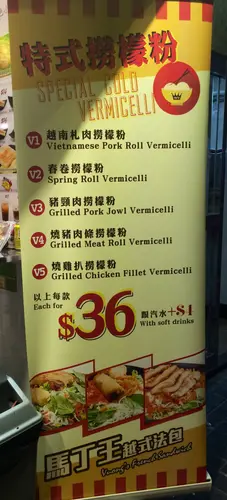 特式撈檬粉
SPECIAL COLD
VERMICELLI
V1 越南札肉撈檬粉
Vietnamese Pork Roll Vermicelli
V2 春卷撈檬粉
Spring Roll Vermicelli
V3 豬頸肉撈檬粉
Grilled Pork Jowl Vermicelli
V4 燒豬肉條撈檬粉
Grilled Meat Roll Vermicelli
V5 燒雞扒撈檬粉
Grilled Chicken Fillet Vermicelli
以上每款
Each for
$36
跟汽水+$4
With soft drinks
馬丁王越式法包
Vuong's French Sandwich